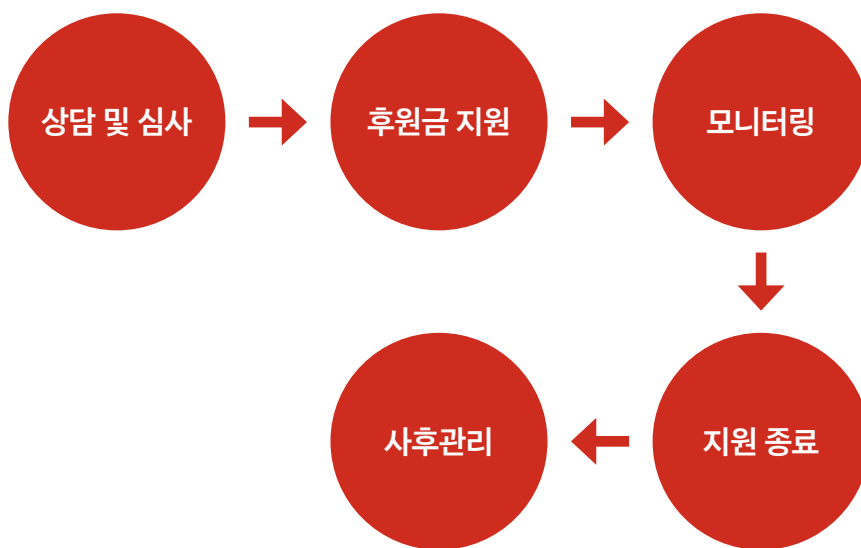 상담 및 심사
후원금 지원
모니터링
지원 종료
사후관리